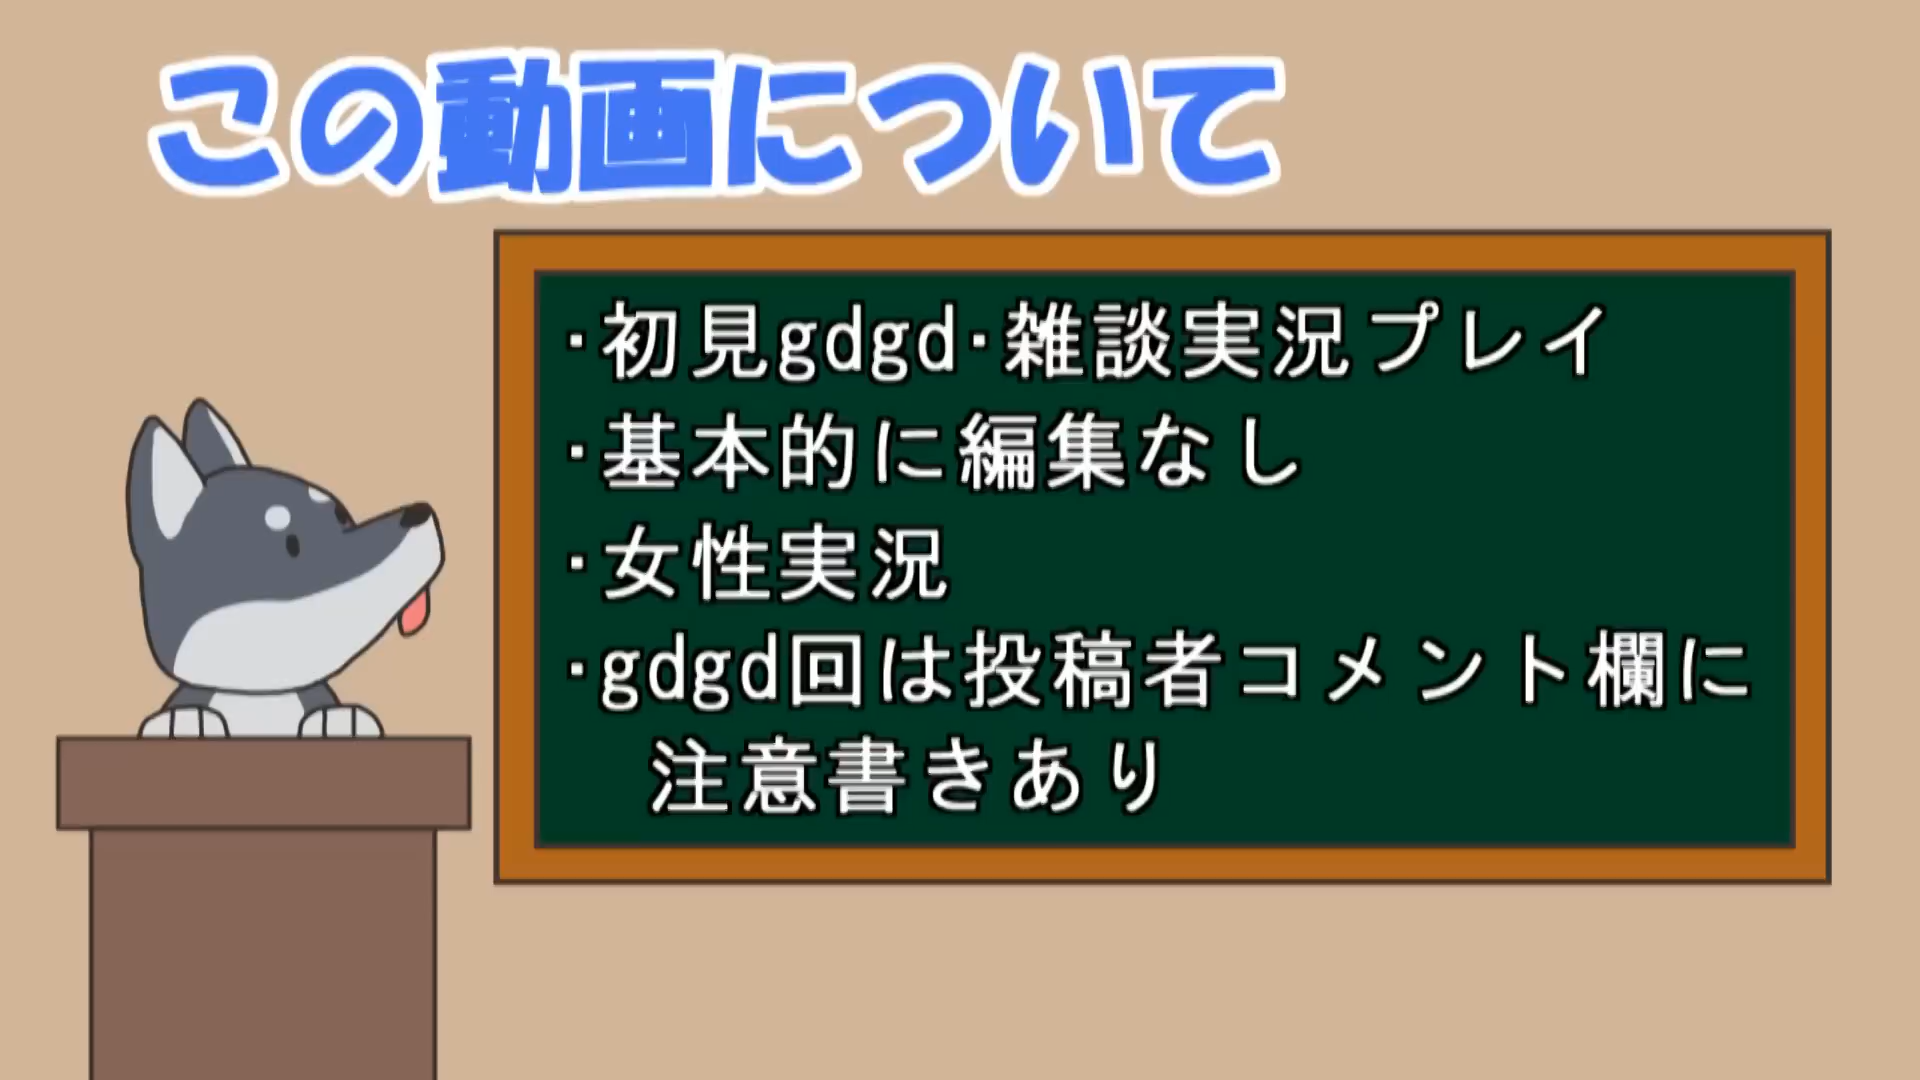 この動画について
・初見gdgd・雑談実況プレイ
・基本的に編集なし
・女性実況
・gdgd回は投稿者コメント欄に
注意書きあり